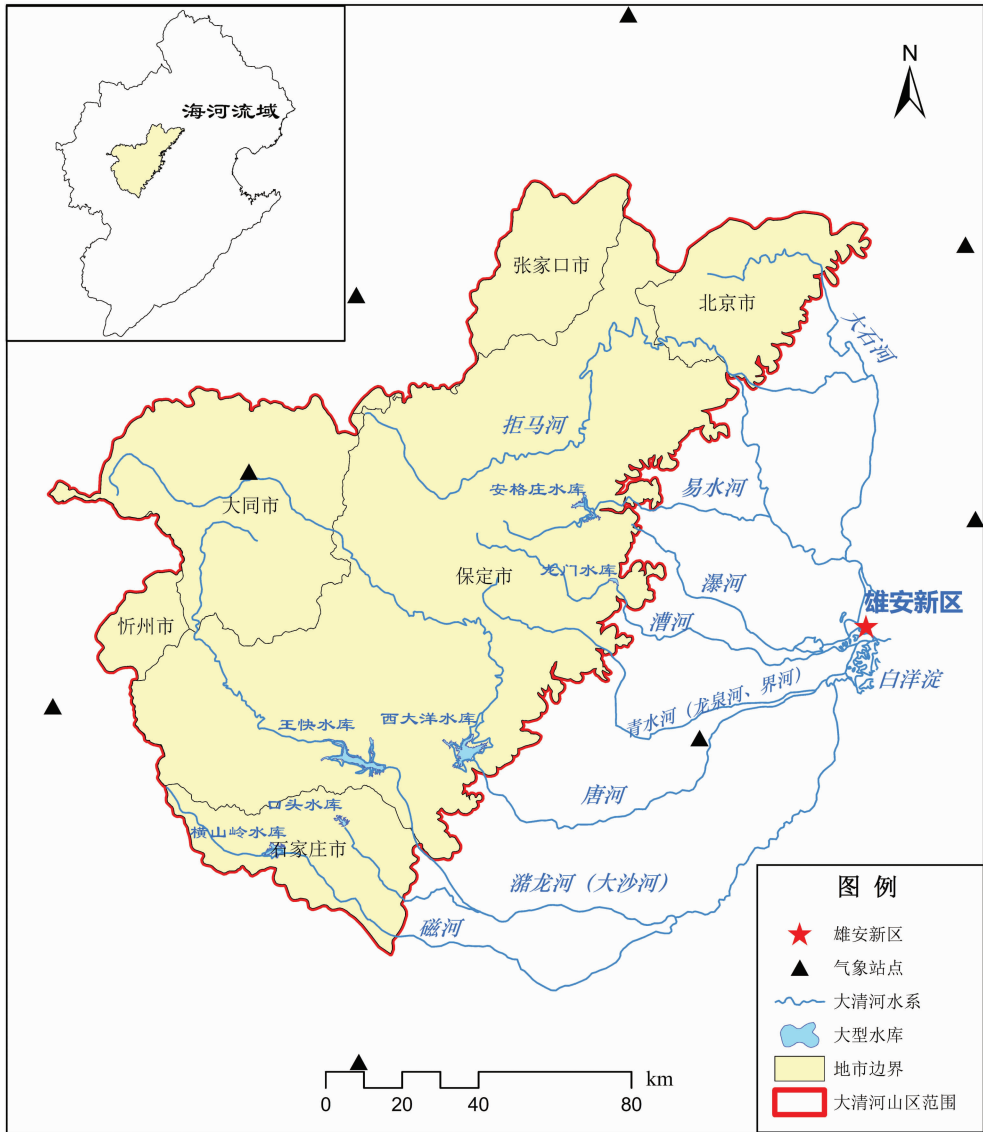 海河流域
N
张家口市
北京市
大石河
拒马河
大同市
安格庄水库
易水河
保定市
龙门水库
瀑河
雄安新区
忻州市
漕河
白洋淀
青水河（龙泉河、界河）
王快水库
西大洋水库
唐河
口头水库
横山岭水库
石家庄市
潴龙河（大沙河）
磁河
图 例
雄安新区
气象站点
大清河水系
大型水库
地市边界
大清河山区范围
km
0 20 40 80